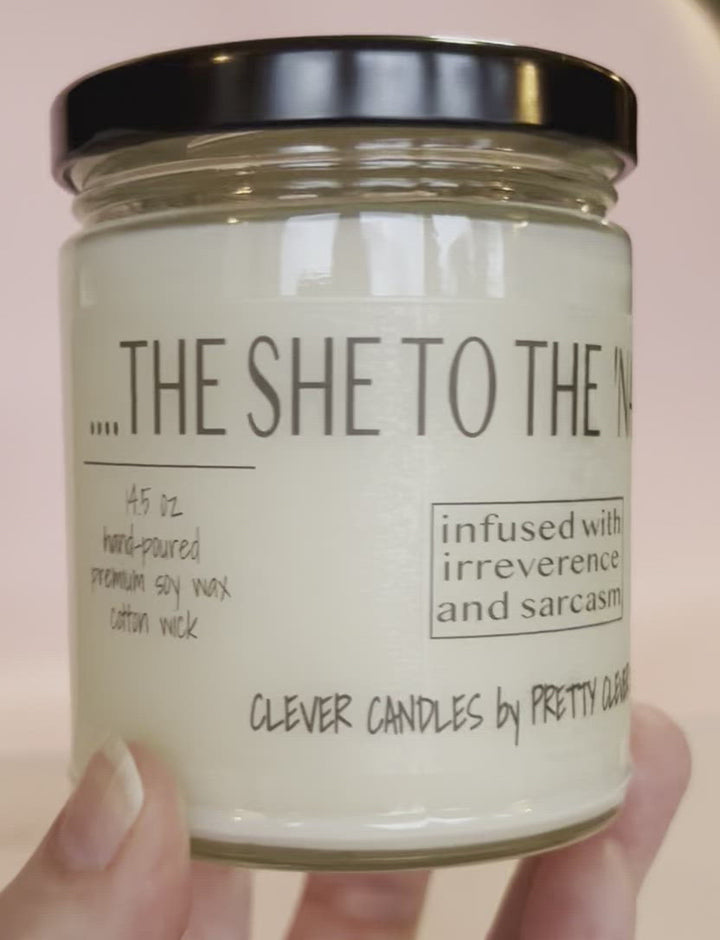 ....THE SHE TO THE
14.5 oz
hand-poured
premium soy wax
cotton wick
infused with
irreverence
and sarcasm
CLEVER CANDLES by PRETTY CLEVER